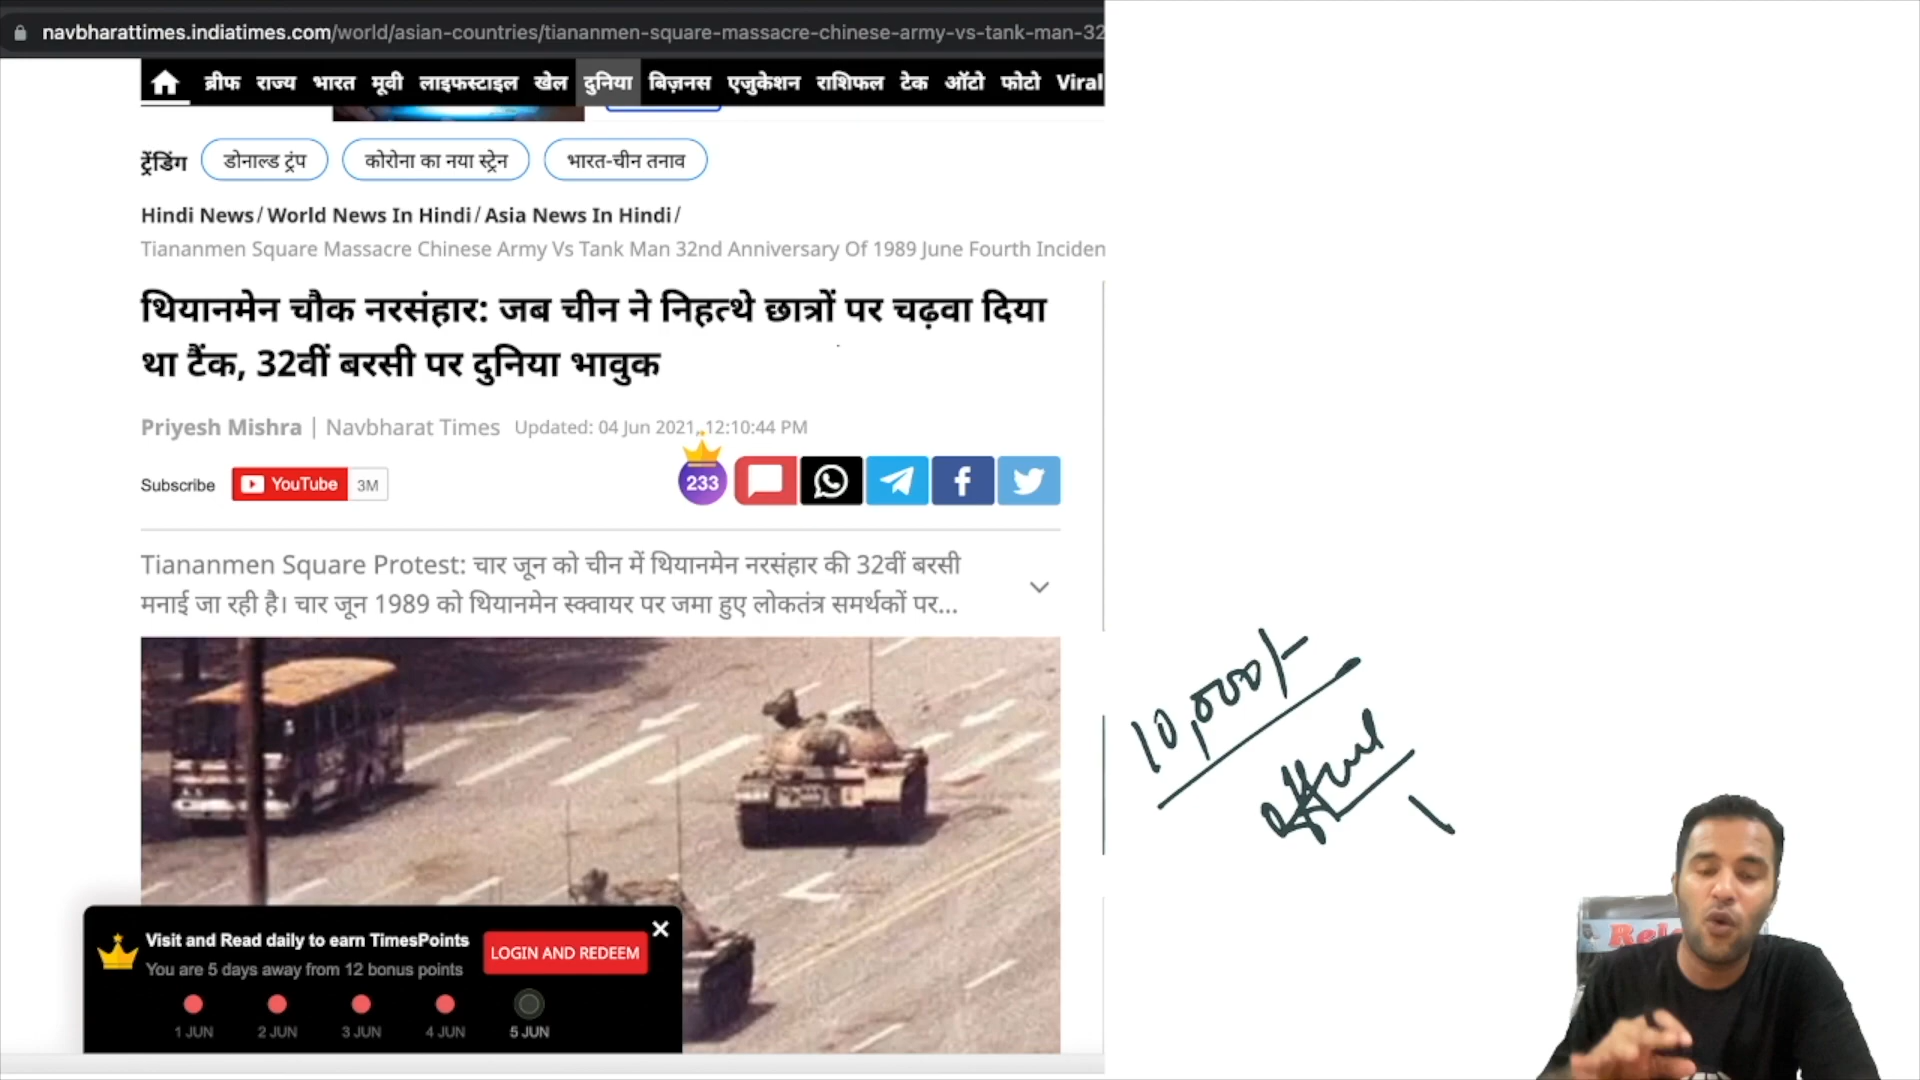 navbharattimes.indiatimes.com/world/asian-countries/tiananmen-square-massacre-chinese-army-vs-tank-man-32
ब्रीफ राज्य भारत मूवी लाइफस्टाइल खेल दुनिया बिज़नस एजुकेशन राशिफल टेक ऑटो फोटो Viral
ट्रेंडिंग डोनाल्ड ट्रंप कोरोना का नया स्ट्रेन भारत-चीन तनाव
Hindi News/ World News In Hindi/ Asia News In Hindi/
Tiananmen Square Massacre Chinese Army Vs Tank Man 32nd Anniversary Of 1989 June Fourth Inciden
थियानमेन चौक नरसंहार: जब चीन ने निहत्थे छात्रों पर चढ़वा दिया
था टैंक, 32वीं बरसी पर दुनिया भावुक
Priyesh Mishra | Navbharat Times Updated: 04 Jun 2021, 12:10:44 PM
233
Subscribe YouTube 3M
Tiananmen Square Protest: चार जून को चीन में थियानमेन नरसंहार की 32वीं बरसी
मनाई जा रही है। चार जून 1989 को थियानमेन स्क्वायर पर जमा हुए लोकतंत्र समर्थकों पर...
10,000/-
Visit and Read daily to earn TimesPoints
You are 5 days away from 12 bonus points
LOGIN AND REDEEM
1 JUN 2 JUN 3 JUN 4 JUN 5 JUN